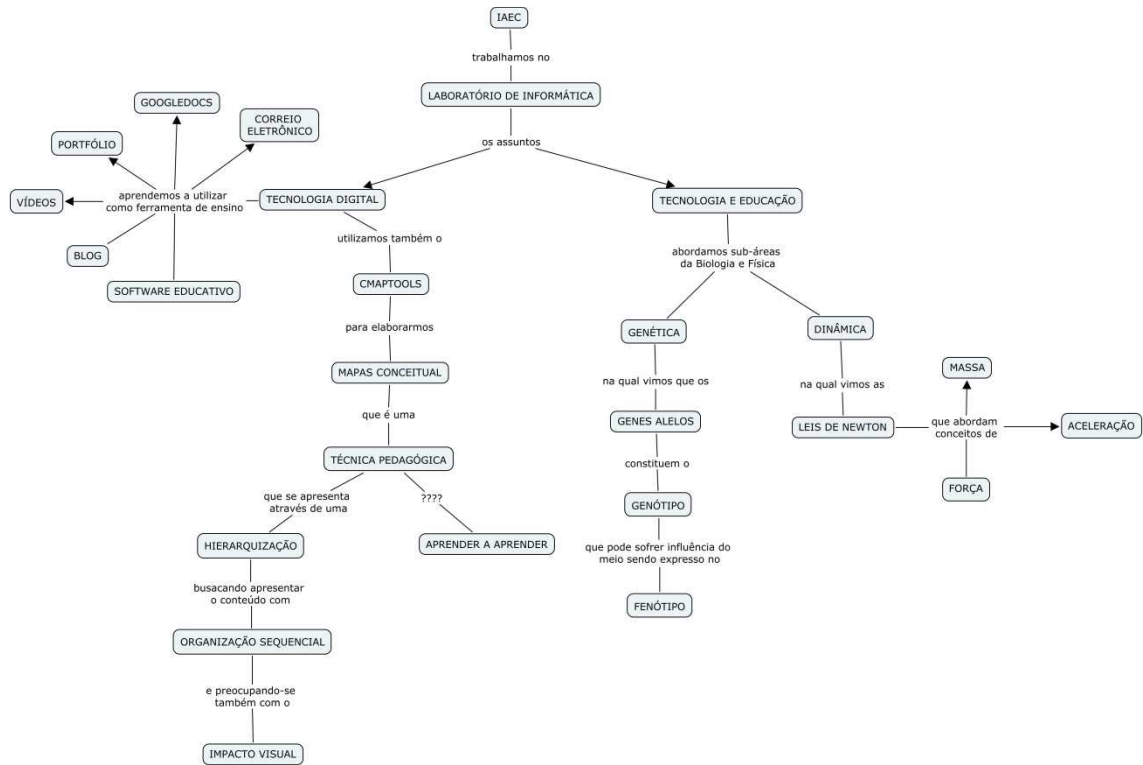 IAEC
trabalhamos no
LABORATÓRIO DE INFORMÁTICA
os assuntos
GOOGLEDOCS
CORREIO
ELETRÔNICO
PORTFÓLIO
VÍDEOS
aprendemos a utilizar
como ferramenta de ensino
TECNOLOGIA DIGITAL
BLOG
SOFTWARE EDUCATIVO
utilizamos também o
CMAPTOOLS
para elaborarmos
MAPAS CONCEITUAL
que é uma
TÉCNICA PEDAGÓGICA
que se apresenta
através de uma
HIERARQUIZAÇÃO
busacando apresentar
o conteúdo com
ORGANIZAÇÃO SEQUENCIAL
e preocupando-se
também com o
IMPACTO VISUAL
????
APRENDER A APRENDER
TECNOLOGIA E EDUCAÇÃO
abordamos sub-áreas
da Biologia e Física
GENÉTICA
na qual vimos que os
GENES ALELOS
constituem o
GENÓTIPO
que pode sofrer influência do
meio sendo expresso no
FENÓTIPO
DINÂMICA
na qual vimos as
LEIS DE NEWTON
que abordam
conceitos de
MASSA
ACELERAÇÃO
FORÇA